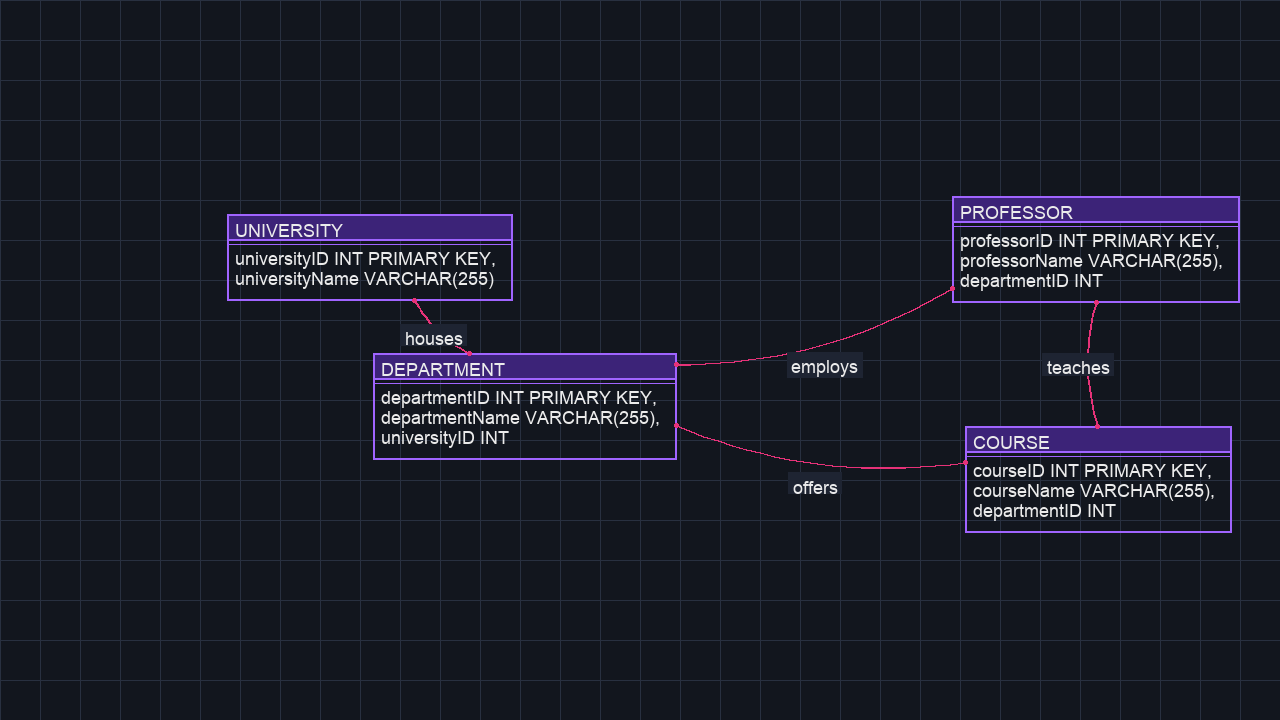 UNIVERSITY
universityID INT PRIMARY KEY,
universityName VARCHAR(255)
houses
DEPARTMENT
departmentID INT PRIMARY KEY,
departmentName VARCHAR(255),
universityID INT
employs
offers
PROFESSOR
professorID INT PRIMARY KEY,
professorName VARCHAR(255),
departmentID INT
teaches
COURSE
courseID INT PRIMARY KEY,
courseName VARCHAR(255),
departmentID INT